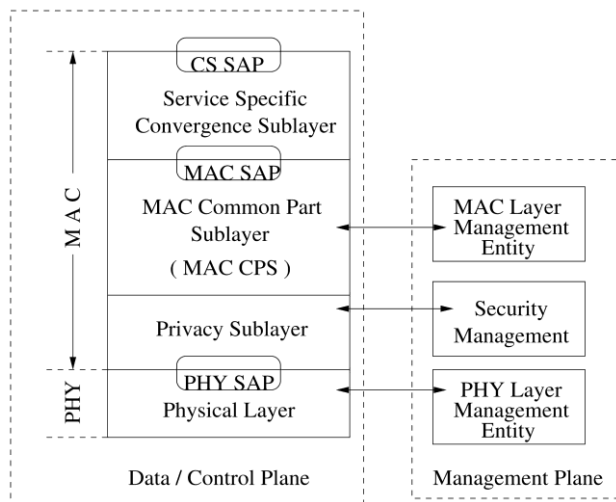 CS SAP
Service Specific
Convergence Sublayer
MAC SAP
MAC Common Part
Sublayer
( MAC CPS )
Privacy Sublayer
PHY SAP
Physical Layer
M A C
PHY
Data / Control Plane
MAC Layer
Management
Entity
Security
Management
PHY Layer
Management
Entity
Management Plane